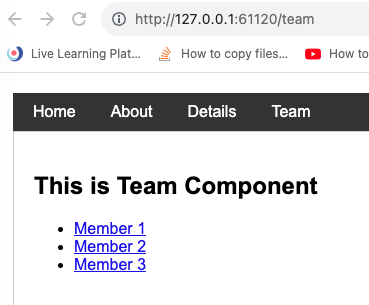 http://127.0.0.1:61120/team
Live Learning Plat... How to copy files... How to
Home About Details Team
This is Team Component
Member 1
Member 2
Member 3